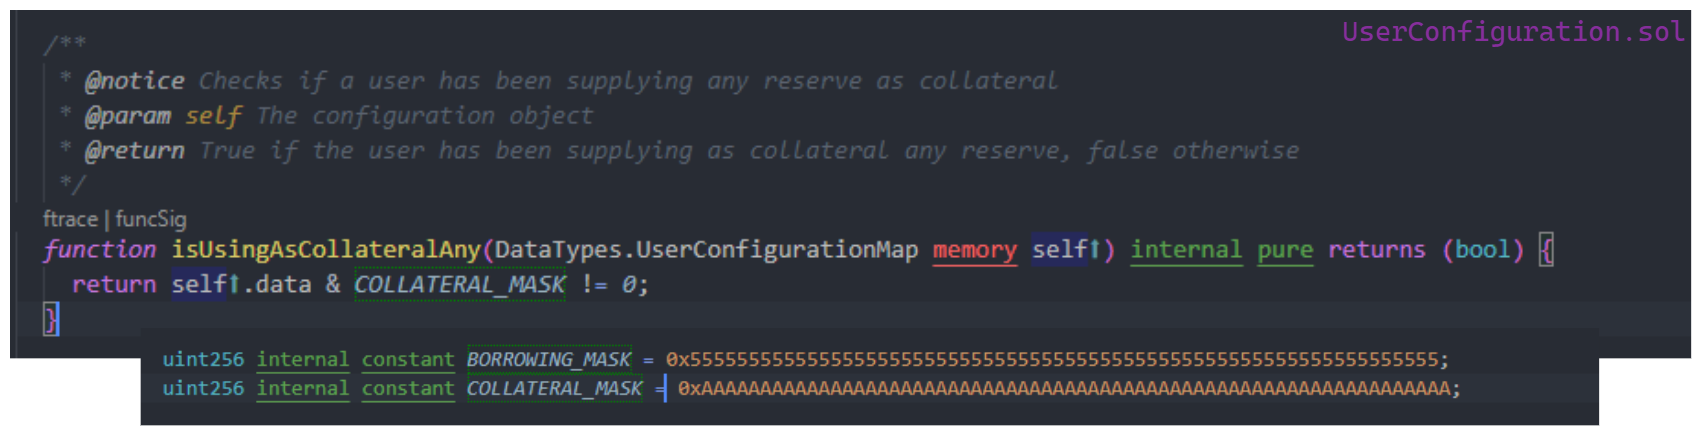 UserConfiguration.sol
/**
* @notice Checks if a user has been supplying any reserve as collateral
* @param self The configuration object
* @return True if the user has been supplying as collateral any reserve, false otherwise
*/
ftrace | funcSig
function isUsingAsCollateralAny(DataTypes.UserConfigurationMap memory self↑) internal pure returns (bool) {
return self↑.data & COLLATERAL_MASK != 0;
}
uint256 internal constant BORROWING_MASK = 0x5555555555555555555555555555555555555555555555555555555555555555;
uint256 internal constant COLLATERAL_MASK = 0xAAAAAAAAAAAAAAAAAAAAAAAAAAAAAAAAAAAAAAAAAAAAAAAAAAAAAAAAAAAAAAAA;